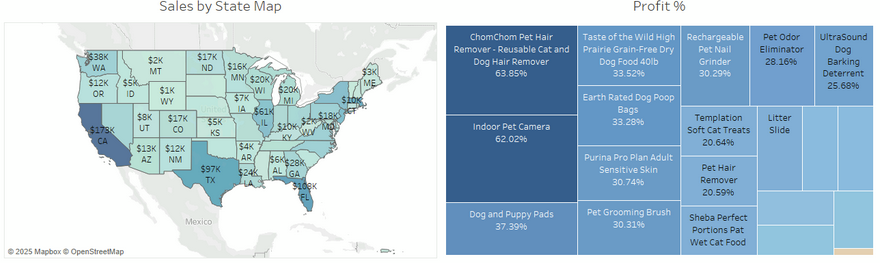 Sales by State Map
Profit %
$38K
WA
$2K
MT
$17K
ND
$16K
MN
$3K
ME
$12K
OR
$5K
ID
$1K
WY
$20K
WI
$20K
MI
$10K
CT
$7K
IA
$61K
IL
$18K
MD
$173K
CA
$8K
UT
$17K
CO
$5K
KS
$10K
KY
$2K
WV
$13K
AZ
$12K
NM
$4K
AR
$6K
AL
$28K
GA
$97K
TX
$24K
LA
$108K
FL
Mexico
© 2025 Mapbox © OpenStreetMap
ChomChom Pet Hair
Remover - Reusable Cat and
Dog Hair Remover
63.85%
Indoor Pet Camera
62.02%
Dog and Puppy Pads
37.39%
Taste of the Wild High
Prairie Grain-Free Dry
Dog Food 40lb
33.52%
Earth Rated Dog Poop
Bags
33.28%
Purina Pro Plan Adult
Sensitive Skin
30.74%
Pet Grooming Brush
30.31%
Rechargeable
Pet Nail
Grinder
30.29%
Pet Odor
Eliminator
28.16%
UltraSound
Dog
Barking
Deterrent
25.68%
Templation
Soft Cat Treats
20.64%
Pet Hair
Remover
20.59%
Sheba Perfect
Portions Pat
Wet Cat Food
Litter
Slide